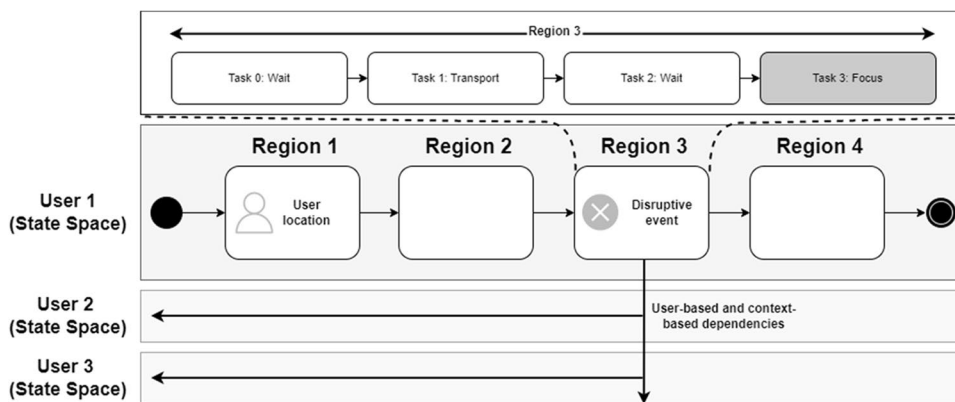 Region 3
Task 0: Wait
Task 1: Transport
Task 2: Wait
Task 3: Focus
Region 1
Region 2
Region 3
Region 4
User 1
(State Space)
User
location
Disruptive
event
User 2
(State Space)
User-based and context-
based dependencies
User 3
(State Space)